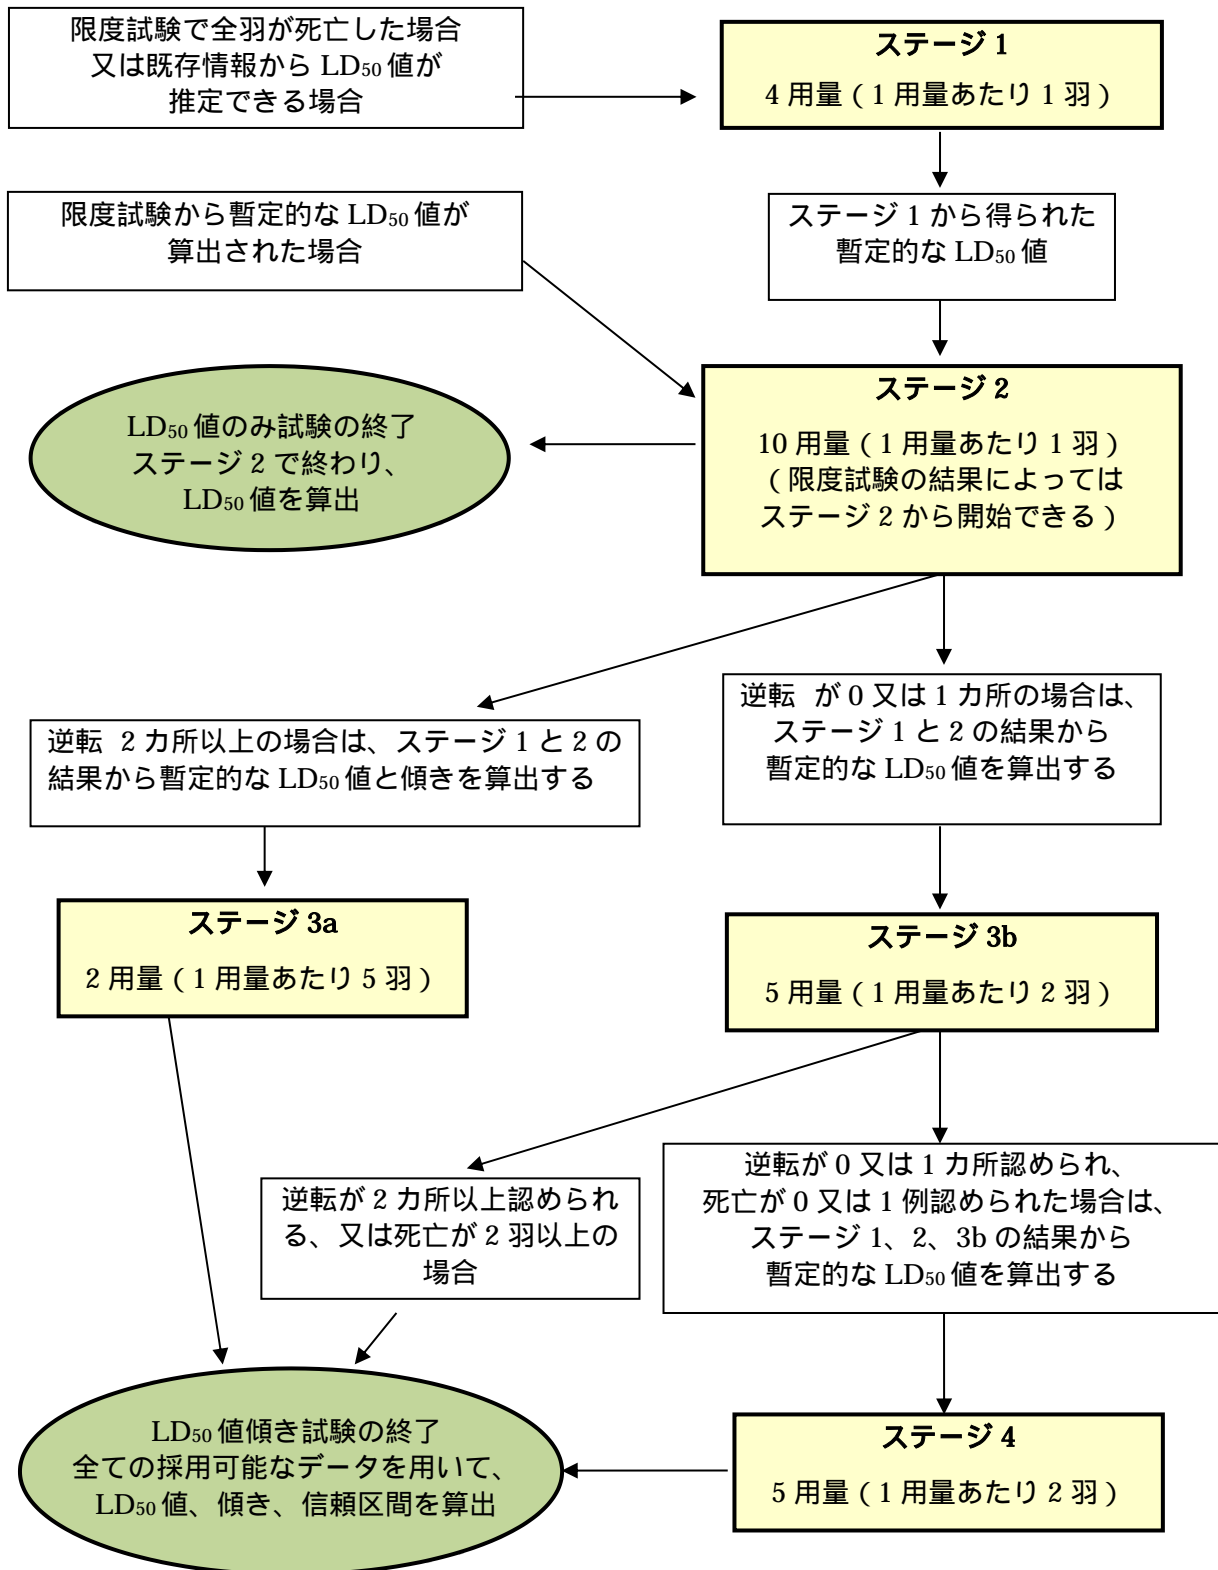 限度試験で全羽が死亡した場合
又は既存情報から LD50 値が
推定できる場合
ステージ 1
4 用量（1 用量あたり 1 羽）
限度試験から暫定的な LD50 値が
算出された場合
ステージ 1 から得られた
暫定的な LD50 値
LD50 値のみ試験の終了
ステージ 2 で終わり、
LD50 値を算出
ステージ 2
10 用量（1 用量あたり 1 羽）
（限度試験の結果によっては
ステージ 2 から開始できる）
逆転 2 カ所以上の場合は、ステージ 1 と 2 の
結果から暫定的な LD50 値と傾きを算出する
逆転 が 0 又は 1 カ所の場合は、
ステージ 1 と 2 の結果から
暫定的な LD50 値を算出する
ステージ 3a
2 用量（1 用量あたり 5 羽）
ステージ 3b
5 用量（1 用量あたり 2 羽）
逆転が 2 カ所以上認められ
る、又は死亡が 2 羽以上の
場合
逆転が 0 又は 1 カ所認められ、
死亡が 0 又は 1 例認められた場合は、
ステージ 1、2、3b の結果から
暫定的な LD50 値を算出する
LD50 値傾き試験の終了
全ての採用可能なデータを用いて、
LD50 値、傾き、信頼区間を算出
ステージ 4
5 用量（1 用量あたり 2 羽）